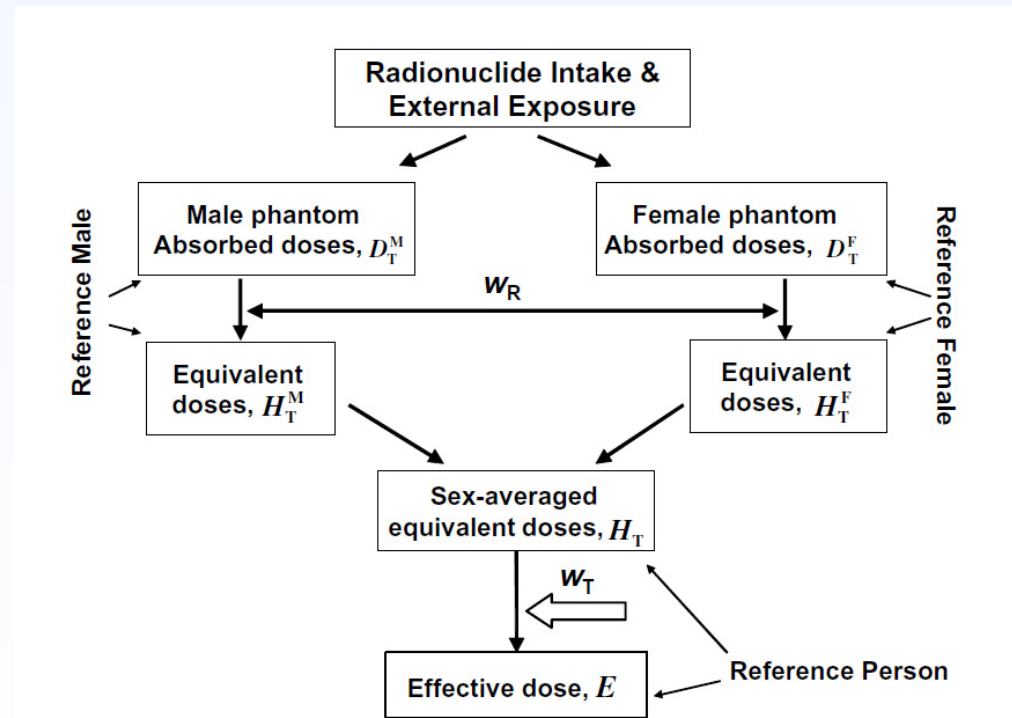 Radionuclide Intake &
External Exposure
Reference Male
Male phantom
Absorbed doses, D_T^M
Female phantom
Absorbed doses, D_T^F
Reference Female
w_R
Equivalent
doses, H_T^M
Equivalent
doses, H_T^F
Sex-averaged
equivalent doses, H_T
w_T
Effective dose, E
Reference Person